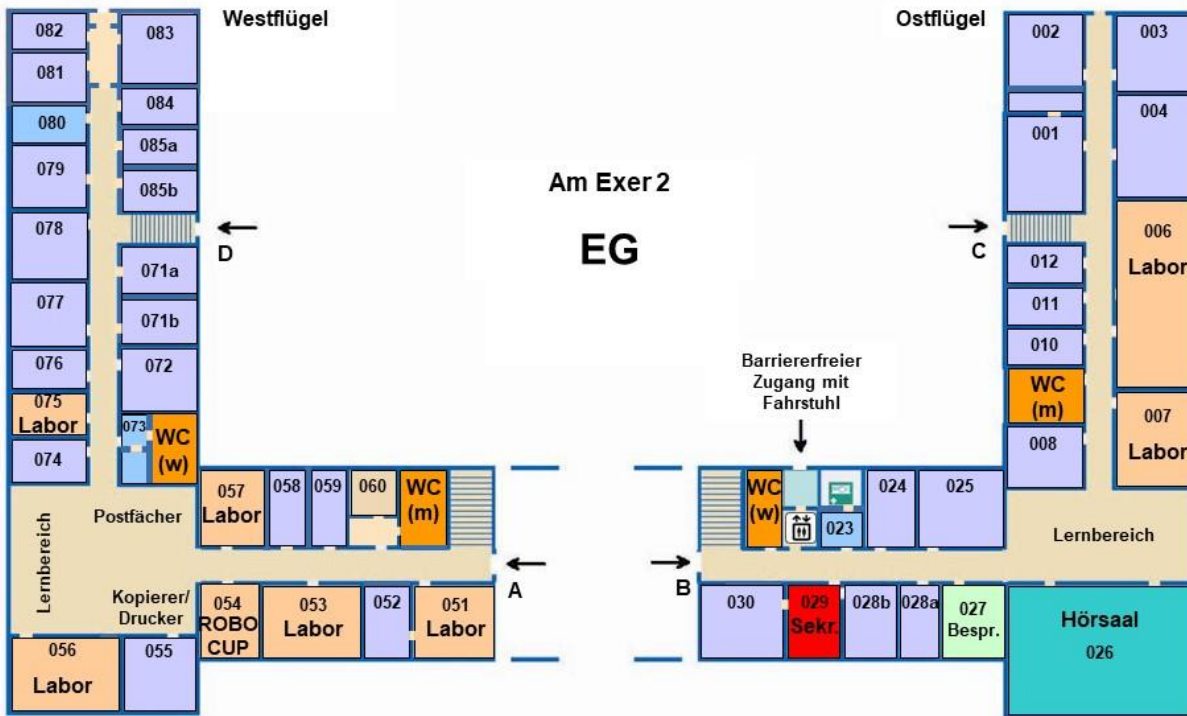 Westflügel
Ostflügel
Am Exer 2
EG
082
083
081
084
080
085a
079
085b
078
D
071a
077
071b
076
072
075
Labor
073
WC
(w)
074
Postfächer
Lernbereich
Kopierer/
Drucker
057
Labor
058
059
060
WC
(m)
A
054
ROBO
CUP
053
Labor
052
051
Labor
056
Labor
055
002
003
004
001
C
006
Labor
012
011
010
WC
(m)
007
Labor
008
Barriererfreier
Zugang mit
Fahrstuhl
WC
(w)
023
024
025
Lernbereich
B
030
029
Sekr.
028b
028a
027
Bespr.
Hörsaal
026